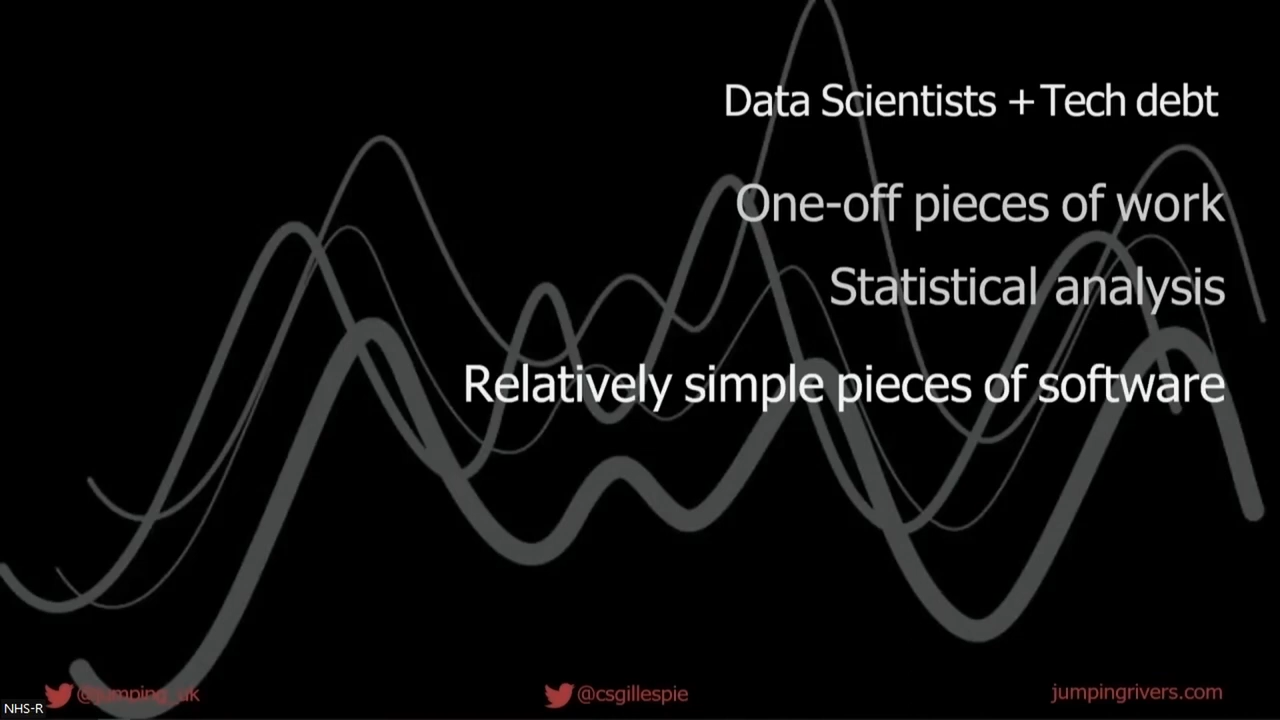 Data Scientists + Tech debt
One-off pieces of work
Statistical analysis
Relatively simple pieces of software
@jumping_uk
@csgillespie
jumpingrivers.com
NHS-R